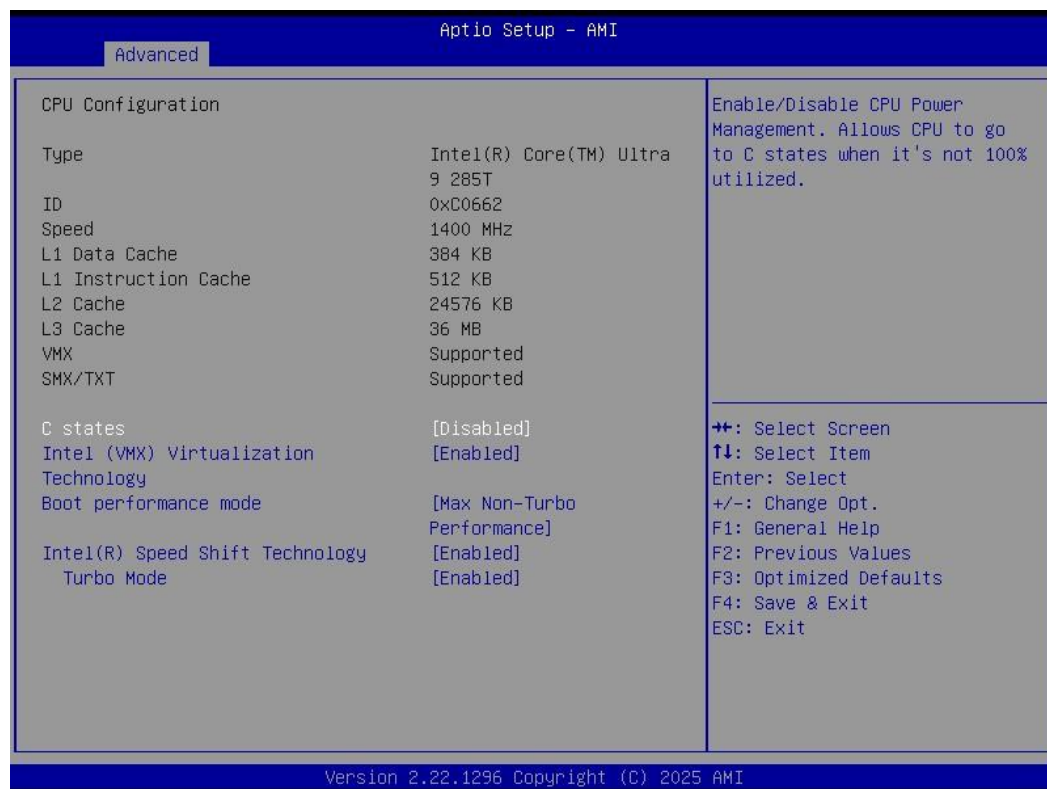 Aptio Setup - AMI
Advanced
CPU Configuration
Type Intel(R) Core(TM) Ultra
9 285T
ID 0xC0662
Speed 1400 MHz
L1 Data Cache 384 KB
L1 Instruction Cache 512 KB
L2 Cache 24576 KB
L3 Cache 36 MB
VMX Supported
SMX/TXT Supported
C states [Disabled]
Intel (VMX) Virtualization [Enabled]
Technology
Boot performance mode [Max Non-Turbo
Performance]
Intel(R) Speed Shift Technology [Enabled]
Turbo Mode [Enabled]
Enable/Disable CPU Power
Management. Allows CPU to go
to C states when it's not 100%
utilized.
→←: Select Screen
↑↓: Select Item
Enter: Select
+/-: Change Opt.
F1: General Help
F2: Previous Values
F3: Optimized Defaults
F4: Save & Exit
ESC: Exit
Version 2.22.1296 Copyright (C) 2025 AMI